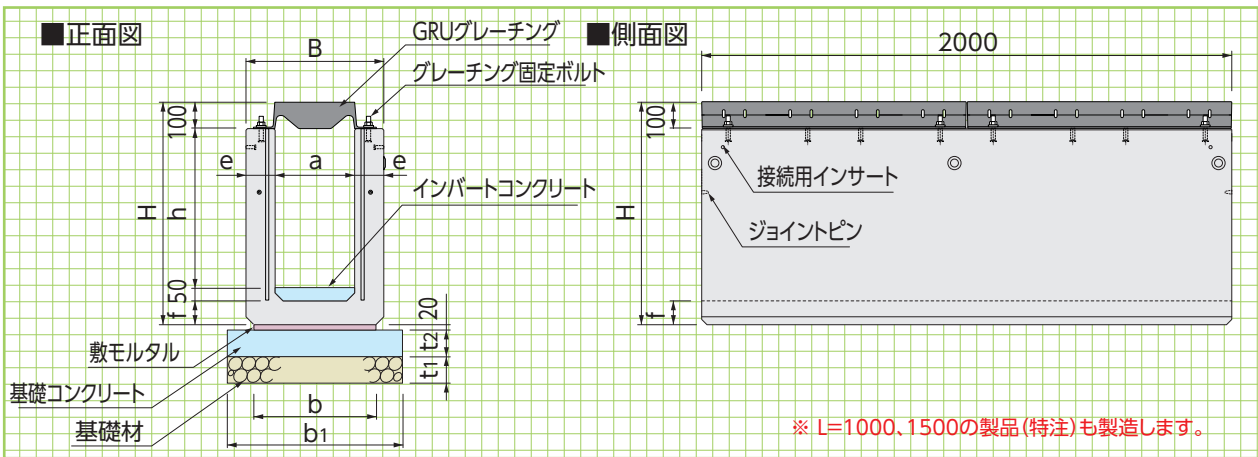 ■正面図
GRUグレーチング
B
グレーチング固定ボルト
100
e
a
e
H
h
インバートコンクリート
50
f
20
敷モルタル
t2
基礎コンクリート
t1
基礎材
b
b1
■側面図
2000
100
接続用インサート
H
ジョイントピン
f
※ L=1000、1500の製品(特注)も製造します。